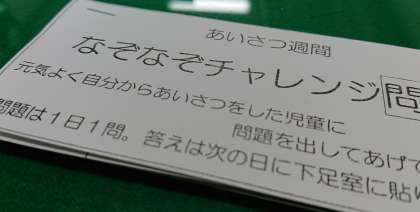 あいさつ週間
なぞなぞチャレンジ問
元気よく自分からあいさつをした児童に
問題を出してあげて
問題は1日1問。答えは次の日に下足室に貼